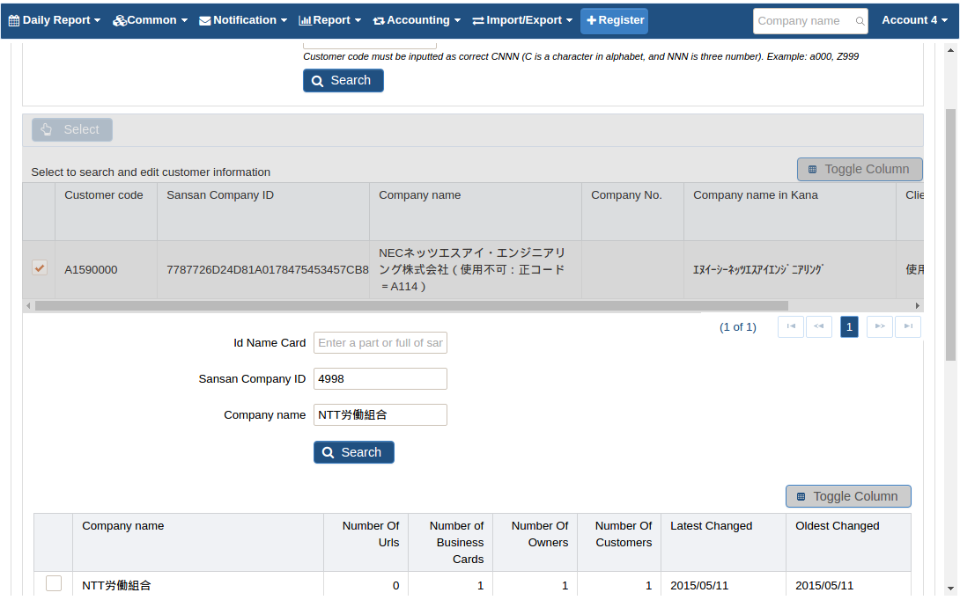 Daily Report Common Notification Report Accounting Import/Export + Register Company name Account 4
Customer code must be inputted as correct CNNN (C is a character in alphabet, and NNN is three number). Example: a000, Z999
Search
Select
Select to search and edit customer information Toggle Column
Customer code Sansan Company ID Company name Company No. Company name in Kana Clie
NECネッツエスアイ・エンジニアリ
A1590000 7787726D24D81A0178475453457CB8 ング株式会社(使用不可:正コード ｴﾇｲｰｼｰﾈｯﾂｴｽｱｲｴﾝｼﾞﾆｱﾘﾝｸﾞ 使用
= A114)
(1 of 1) 1
Id Name Card Enter a part or full of sar
Sansan Company ID 4998
Company name NTT労働組合
Search
Toggle Column
Company name Number Of Number of Number Of Number Of Latest Changed Oldest Changed
Urls Business Owners Customers
Cards
NTT労働組合 0 1 1 1 2015/05/11 2015/05/11